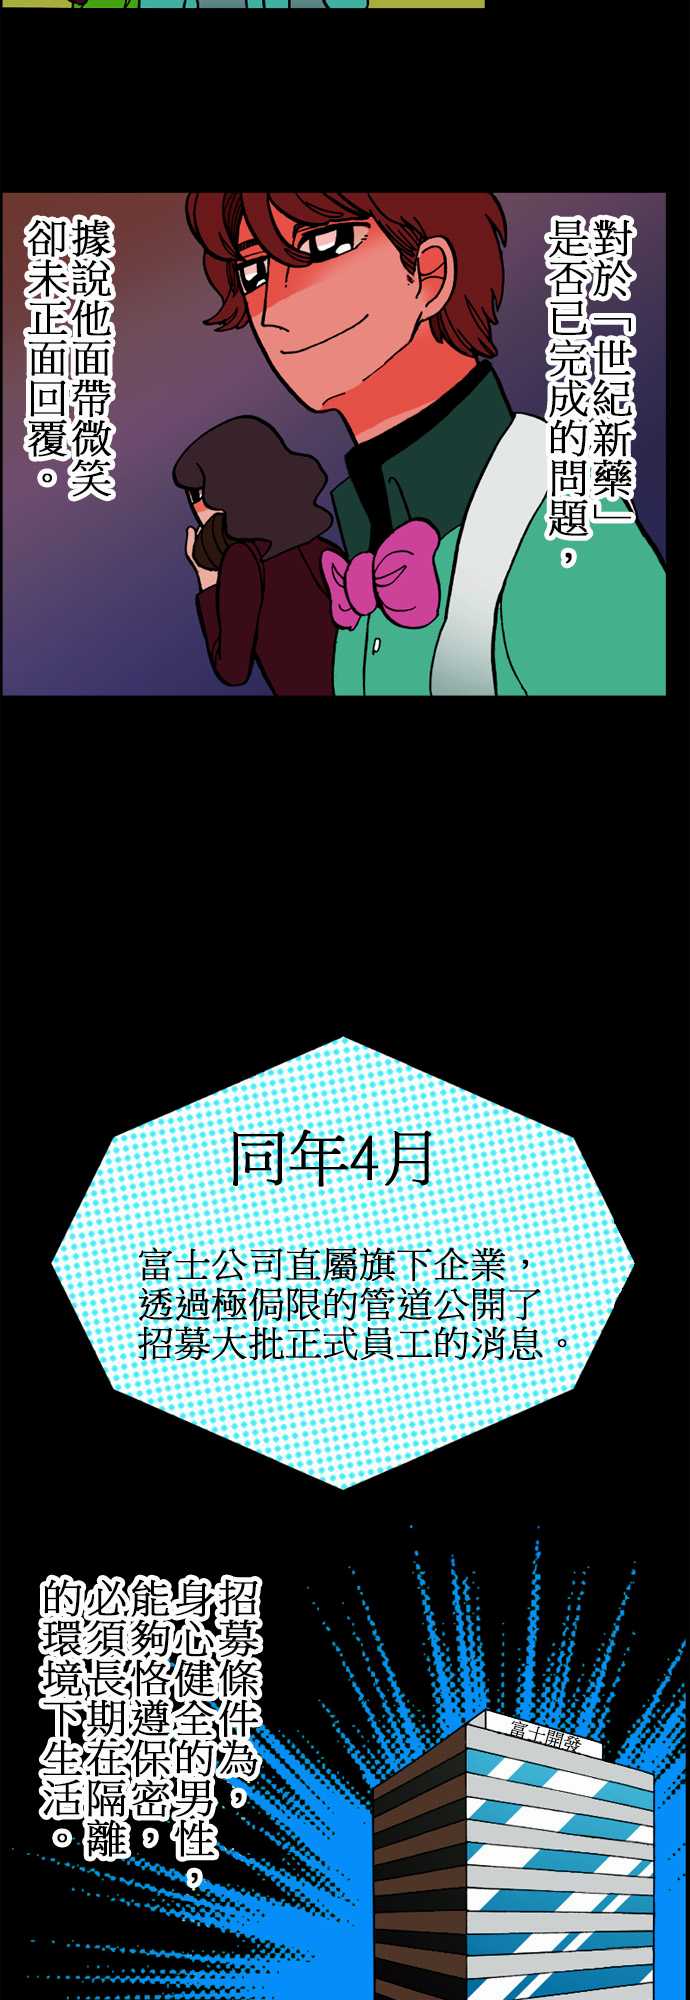 對於「世紀新藥」
是否已完成的問題，
據說他面帶微笑
卻未正面回覆。
同年4月
富士公司直屬旗下企業，
透過極侷限的管道公開了
招募大批正式員工的消息。
招募條件為，
身心健全的男性，
能夠恪遵保密，
必須長期在隔離
的環境下生活。
富士開發